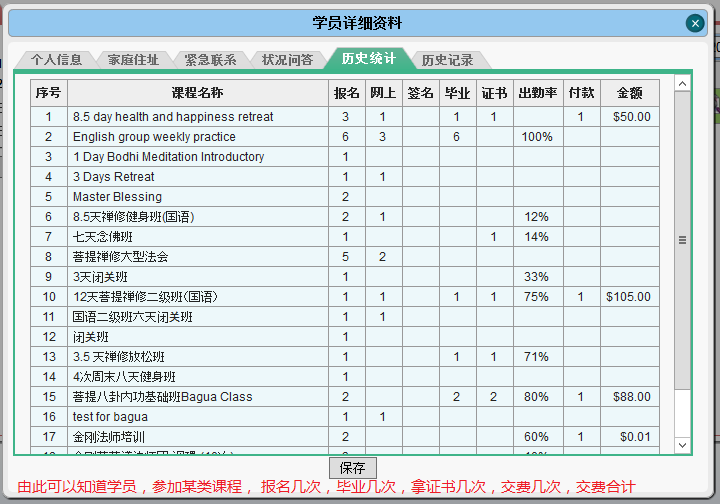 学员详细资料
个人信息 家庭住址 紧急联系 状况问答 历史统计 历史记录
序号 课程名称 报名 网上 签名 毕业 证书 出勤率 付款 金额
1 8.5 day health and happiness retreat 3 1 1 1 1 $50.00
2 English group weekly practice 6 3 6 100%
3 1 Day Bodhi Meditation Introductory 1
4 3 Days Retreat 1 1
5 Master Blessing 2
6 8.5天禅修健身班(国语) 2 1 12%
7 七天念佛班 1 1 14%
8 菩提禅修大型法会 5 2
9 3天闭关班 1 33%
10 12天菩提禅修二级班(国语) 1 1 1 1 75% 1 $105.00
11 国语二级班六天闭关班 1 1
12 闭关班 1
13 3.5 天禅修放松班 1 1 1 71%
14 4次周末八天健身班 1
15 菩提八卦内功基础班Bagua Class 2 2 2 80% 1 $88.00
16 test for bagua 1 1
17 金刚法师培训 2 60% 1 $0.01
保存
由此可以知道学员，参加某类课程， 报名几次，毕业几次，拿证书几次，交费几次，交费合计